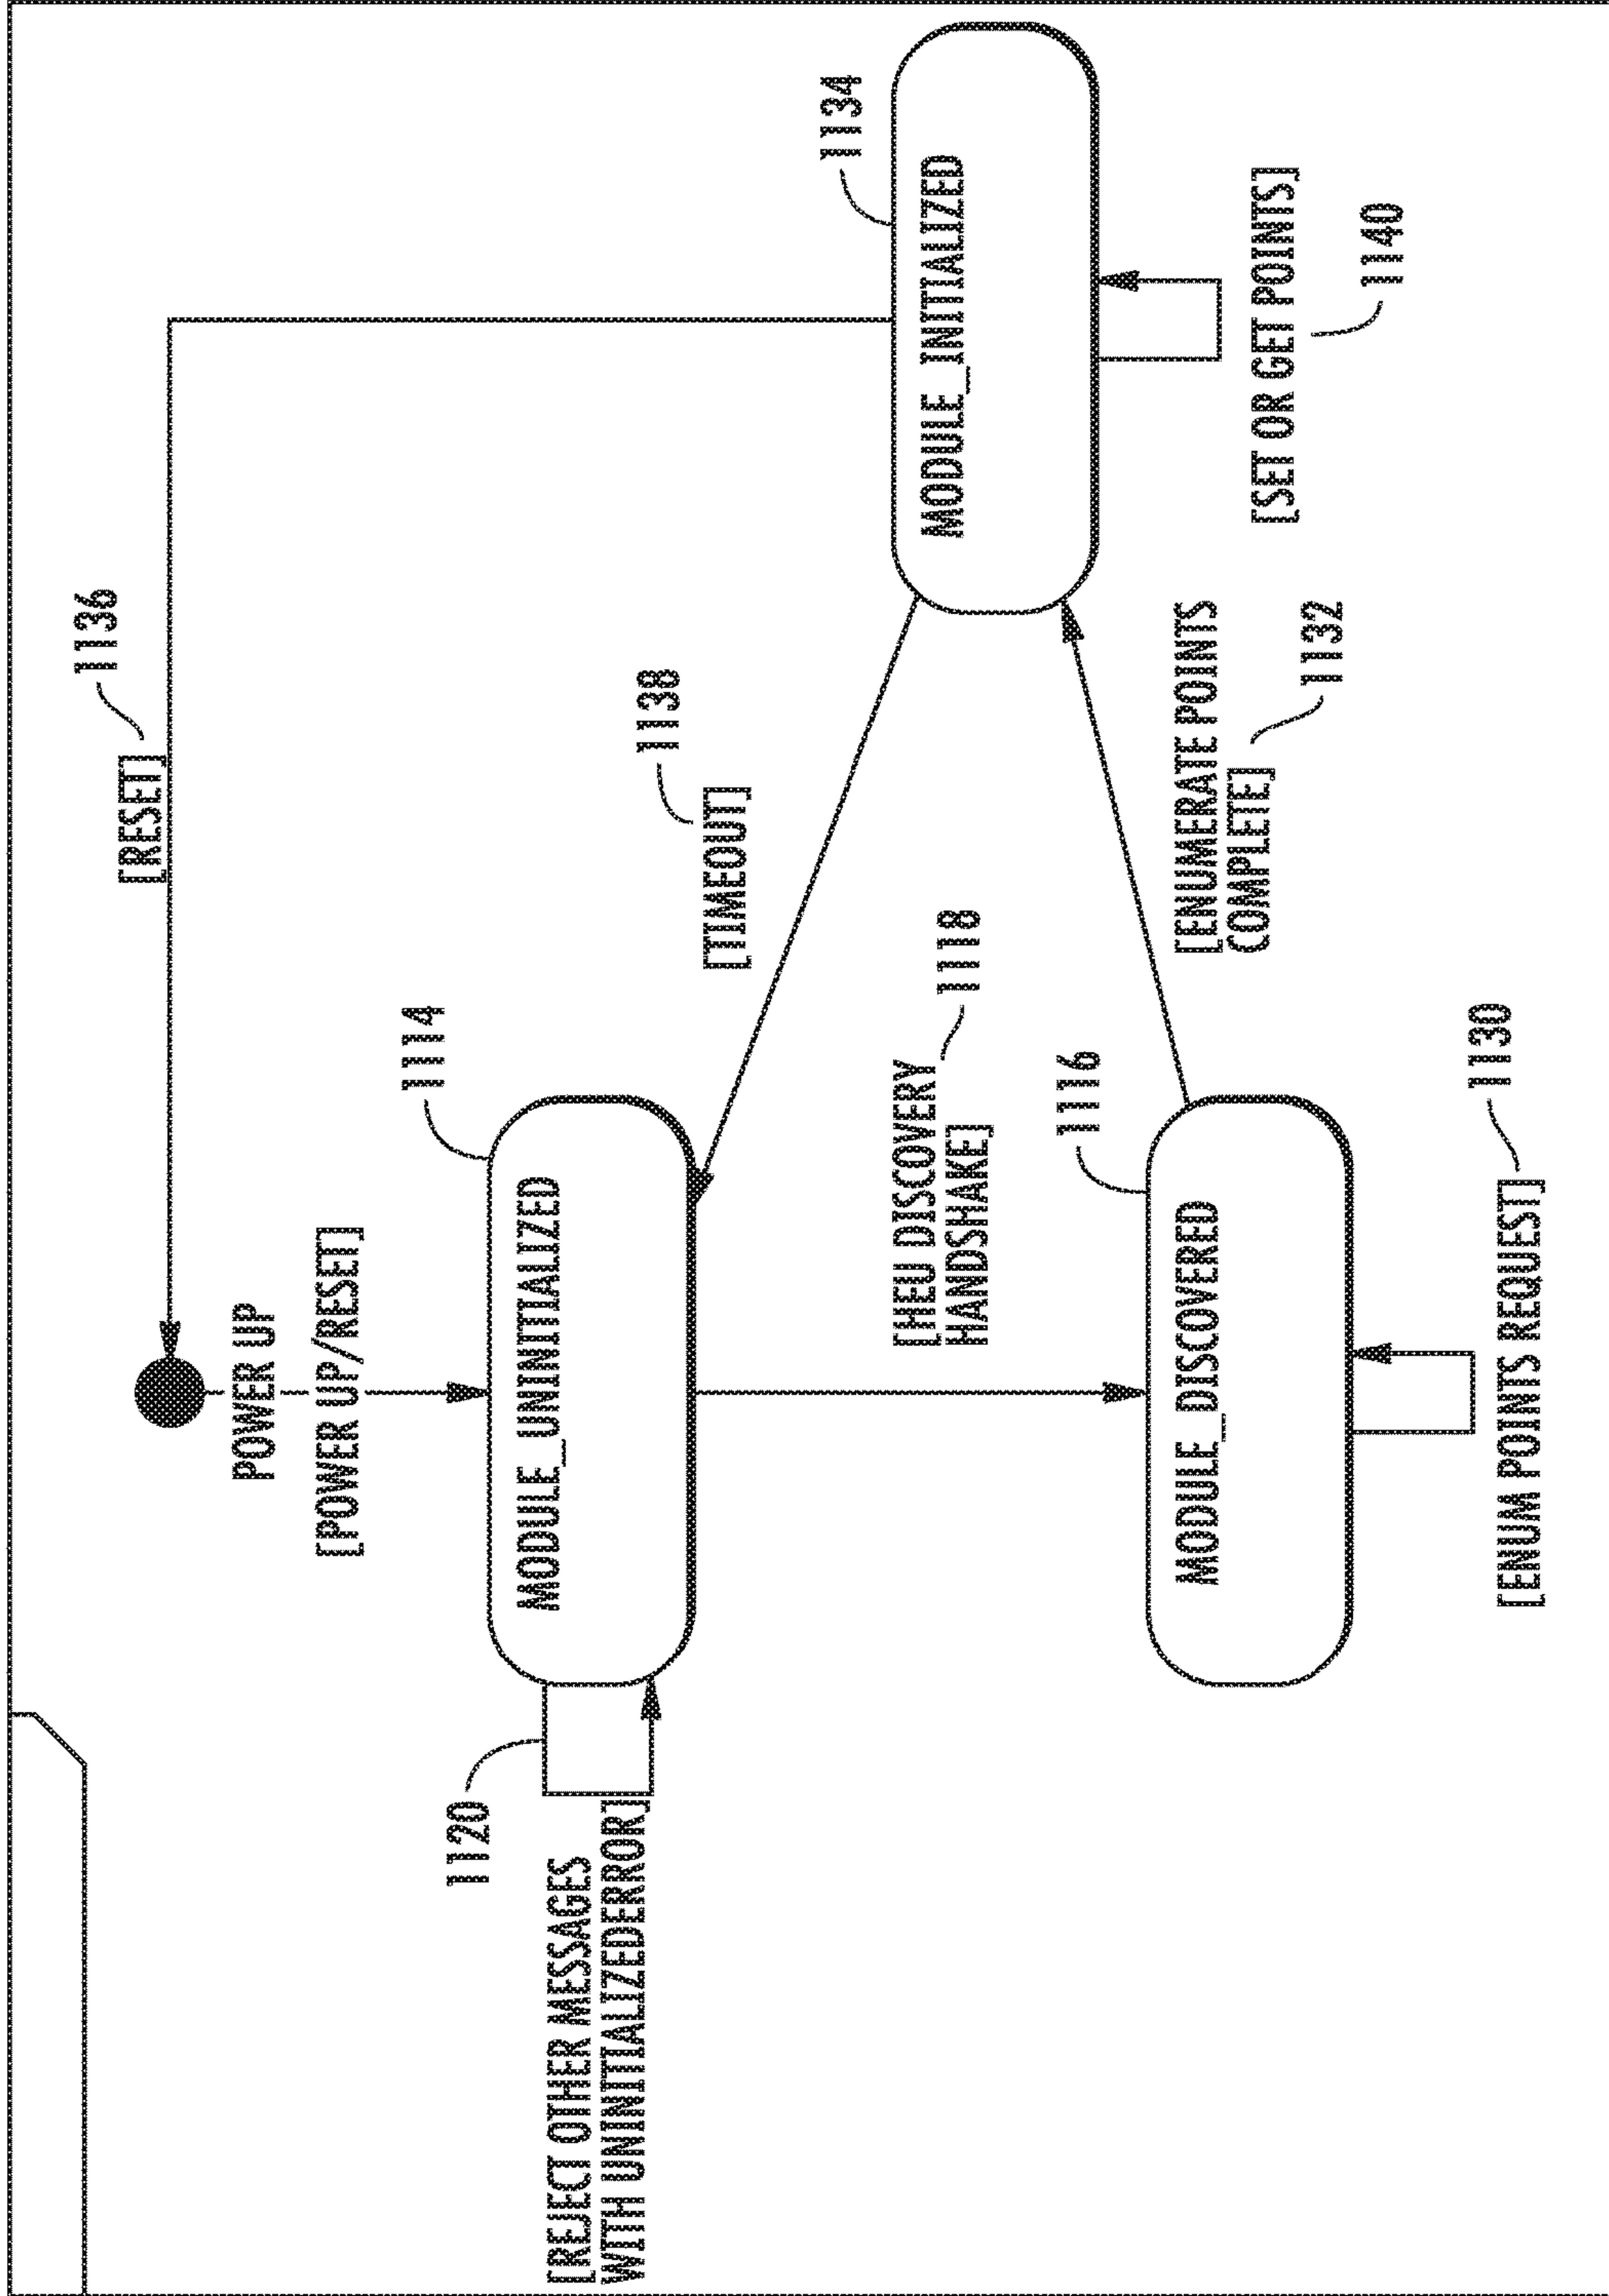 [RESET]
1136
POWER UP
[POWER UP/RESET]
1114
1120
MODULE_UNINITIALIZED
[REJECT OTHER MESSAGES
WITH UNINITIALIZEDERROR]
[TIMEOUT]
1138
1134
MODULE_INITIALIZED
[HEU DISCOVERY
HANDSHAKE]
1118
1116
MODULE_DISCOVERED
[ENUMERATE POINTS
COMPLETE]
1132
[SET OR GET POINTS]
1140
1130
[ENUM POINTS REQUEST]